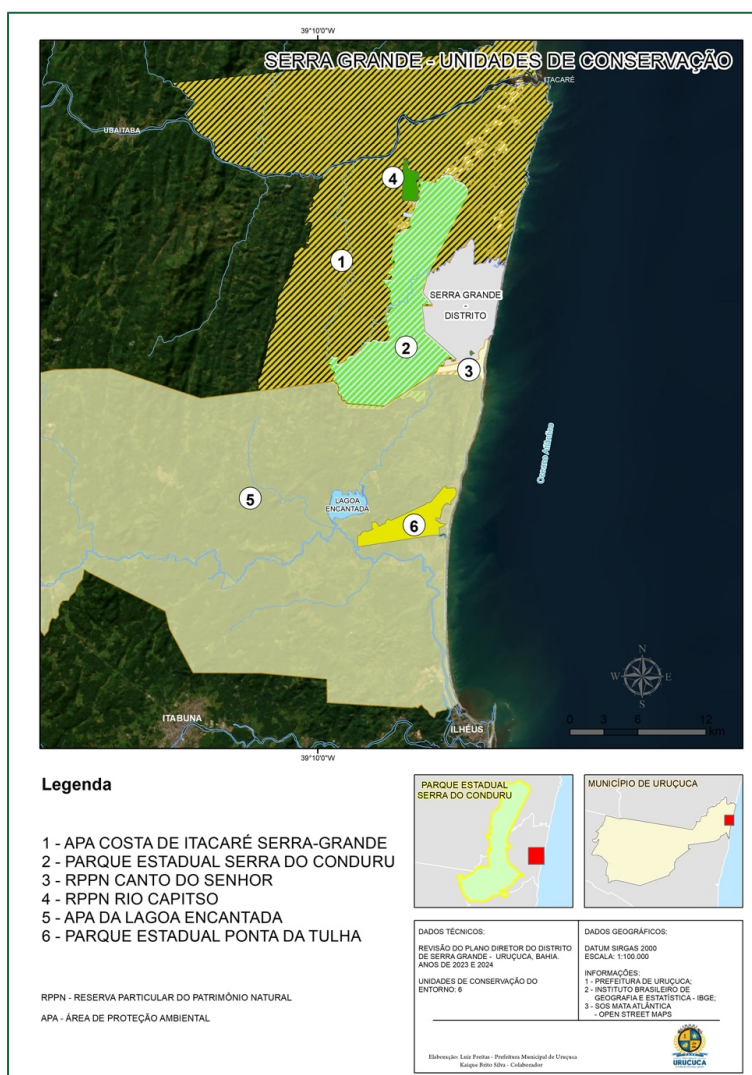 39°10'0"W
SERRA GRANDE - UNIDADES DE CONSERVAÇÃO
ITACARÉ
UBAITABA
4
1
SERRA GRANDE
-
DISTRITO
2
3
Oceano Atlântico
5
LAGOA
ENCANTADA
6
N
W E
S
ITABUNA
ILHÉUS
0 3 6 12
km
39°10'0"W
Legenda
1 - APA COSTA DE ITACARÉ SERRA-GRANDE
2 - PARQUE ESTADUAL SERRA DO CONDURU
3 - RPPN CANTO DO SENHOR
4 - RPPN RIO CAPITSO
5 - APA DA LAGOA ENCANTADA
6 - PARQUE ESTADUAL PONTA DA TULHA
RPPN - RESERVA PARTICULAR DO PATRIMÔNIO NATURAL
APA - ÁREA DE PROTEÇÃO AMBIENTAL
PARQUE ESTADUAL
SERRA DO CONDURU
MUNICÍPIO DE URUÇUCA
DADOS TÉCNICOS:
REVISÃO DO PLANO DIRETOR DO DISTRITO
DE SERRA GRANDE - URUÇUCA, BAHIA.
ANOS DE 2023 E 2024
UNIDADES DE CONSERVAÇÃO DO
ENTORNO: 6
DADOS GEOGRÁFICOS:
DATUM SIRGAS 2000
ESCALA: 1:100.000
INFORMAÇÕES:
1 - PREFEITURA DE URUÇUCA;
2 - INSTITUTO BRASILEIRO DE
GEOGRAFIA E ESTATÍSTICA - IBGE;
3 - SOS MATA ATLÂNTICA
- OPEN STREET MAPS
Elaboração: Luiz Freitas - Prefeitura Municipal de Uruçuca
Kaique Brito Silva - Colaborador
URUÇUCA